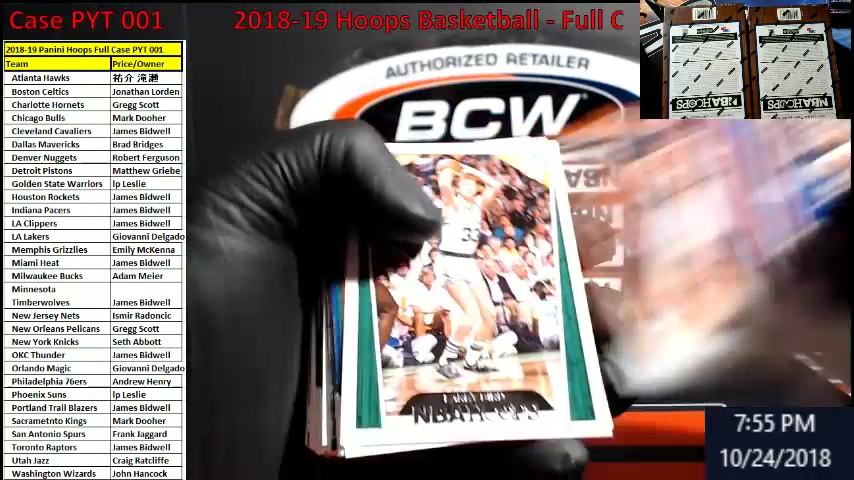 Case PYT 001
2018-19 Hoops Basketball - Full C
2018-19 Panini Hoops Full Case PYT 001
Team Price/Owner
Atlanta Hawks 祐介 滝瀬
Boston Celtics Jonathan Lorden
Charlotte Hornets Gregg Scott
Chicago Bulls Mark Dooher
Cleveland Cavaliers James Bidwell
Dallas Mavericks Brad Bridges
Denver Nuggets Robert Ferguson
Detroit Pistons Matthew Griebe
Golden State Warriors lp Leslie
Houston Rockets James Bidwell
Indiana Pacers James Bidwell
LA Clippers James Bidwell
LA Lakers Giovanni Delgado
Memphis Grizzlies Emily McKenna
Miami Heat James Bidwell
Milwaukee Bucks Adam Meier
Minnesota
Timberwolves James Bidwell
New Jersey Nets Ismir Radoncic
New Orleans Pelicans Gregg Scott
New York Knicks Seth Abbott
OKC Thunder James Bidwell
Orlando Magic Giovanni Delgado
Philadelphia 76ers Andrew Henry
Phoenix Suns lp Leslie
Portland Trail Blazers James Bidwell
Sacrametnto Kings Mark Dooher
San Antonio Spurs Frank Jaggard
Toronto Raptors James Bidwell
Utah Jazz Craig Ratcliffe
Washington Wizards John Hancock
AUTHORIZED RETAILER
BCW
33
LARRY BIRD
NBA HOOPS
NBA HOOPS
NBA HOOPS
7:55 PM
10/24/2018